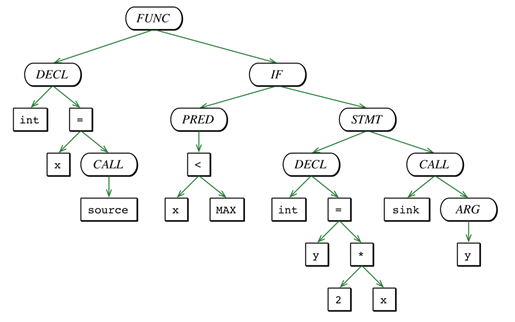 FUNC
DECL IF
int = PRED STMT
x CALL < DECL CALL
source x MAX int = sink ARG
y * y
2 x